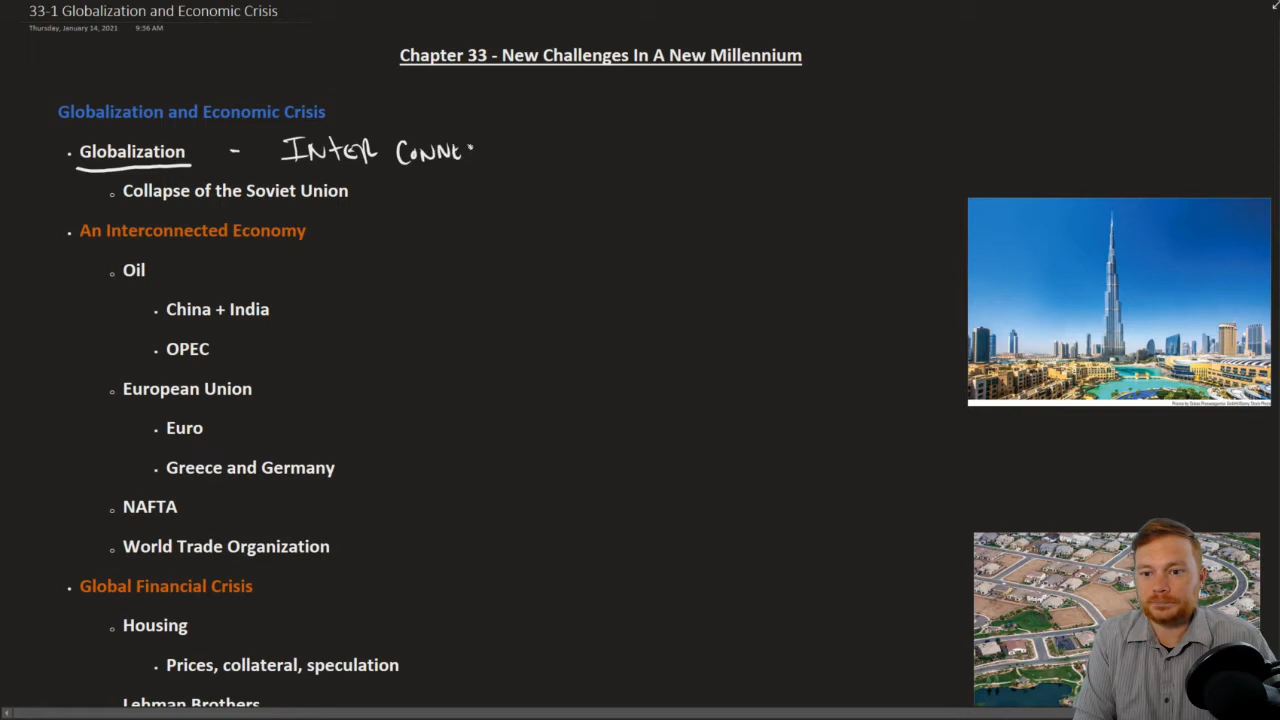 33-1 Globalization and Economic Crisis
Thursday, January 14, 2021 9:36 AM
Chapter 33 - New Challenges In A New Millennium
Globalization and Economic Crisis
Globalization - INTER CONNE
Collapse of the Soviet Union
An Interconnected Economy
Oil
China + India
OPEC
European Union
Euro
Greece and Germany
NAFTA
World Trade Organization
Global Financial Crisis
Housing
Prices, collateral, speculation
Lehman Brothers